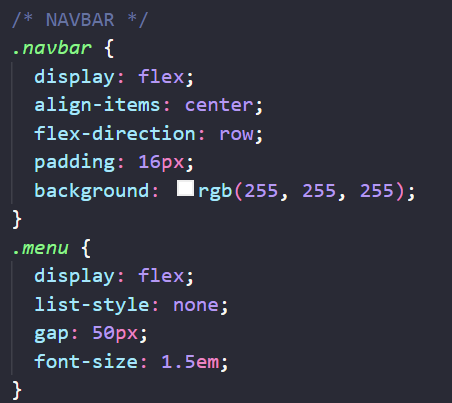 /* NAVBAR */
.navbar {
  display: flex;
  align-items: center;
  flex-direction: row;
  padding: 16px;
  background: rgb(255, 255, 255);
}
.menu {
  display: flex;
  list-style: none;
  gap: 50px;
  font-size: 1.5em;
}